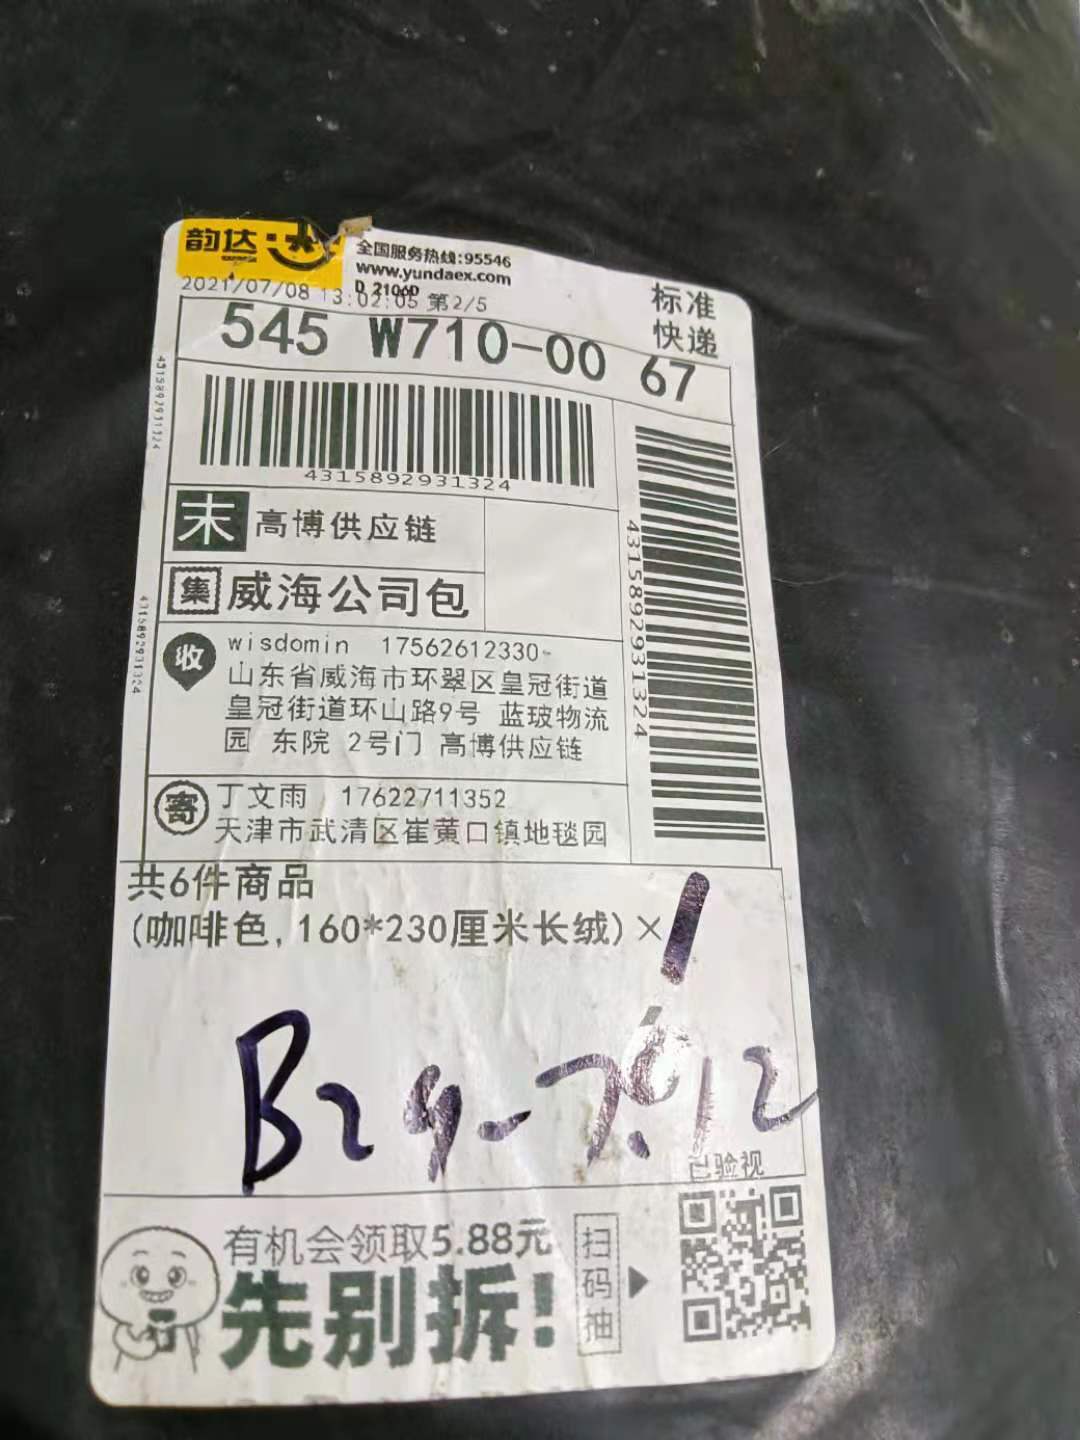 韵达
全国服务热线:95546
www.yundaex.com
D 2106D
2021/07/08 13:02:05 第2/5
标准
快递
545 W710-00 67
4315892931324
4315892931324
4315892931324
4315892931324
末 高博供应链
集 威海公司包
收 wisdomin 17562612330-
山东省威海市环翠区皇冠街道
皇冠街道环山路9号 蓝玻物流
园 东院 2号门 高博供应链
寄 丁文雨 17622711352
天津市武清区崔黄口镇地毯园
共6件商品
(咖啡色,160*230厘米长绒)×1
已验视
有机会领取5.88元
先别拆!
扫码抽